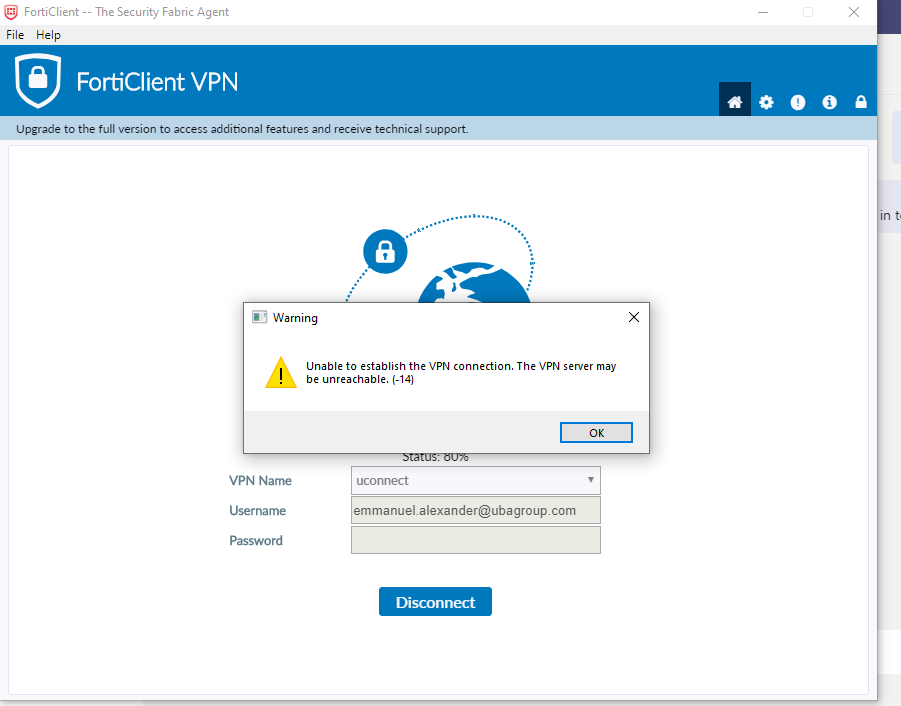 FortiClient -- The Security Fabric Agent
File Help
FortiClient VPN
Upgrade to the full version to access additional features and receive technical support.
in
Warning
Unable to establish the VPN connection. The VPN server may
be unreachable. (-14)
OK
Status: 80%
VPN Name uconnect
Username emmanuel.alexander@ubagroup.com
Password
Disconnect